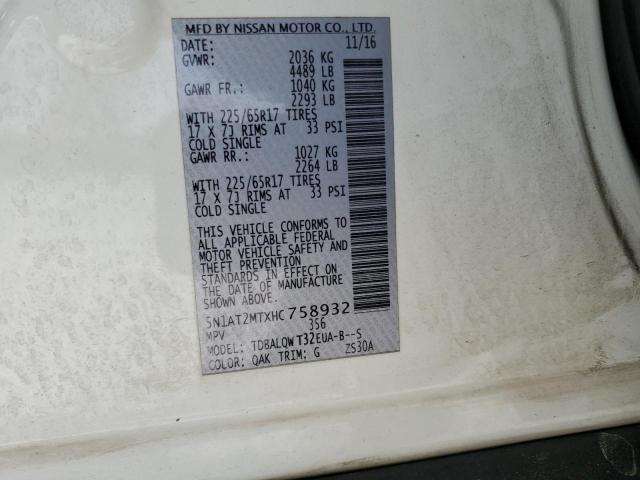 MFD BY NISSAN MOTOR CO., LTD.
DATE: 11/16
GVWR: 2036 KG
4489 LB
GAWR FR.: 1040 KG
2293 LB
WITH 225/65R17 TIRES
17 X 7J RIMS AT 33 PSI
COLD SINGLE
GAWR RR.: 1027 KG
2264 LB
WITH 225/65R17 TIRES
17 X 7J RIMS AT 33 PSI
COLD SINGLE
THIS VEHICLE CONFORMS TO
ALL APPLICABLE FEDERAL
MOTOR VEHICLE SAFETY AND
THEFT PREVENTION
STANDARDS IN EFFECT ON
THE DATE OF MANUFACTURE
5N1AT2MTXHC758932
MPV 3S6
MODEL: TDBALQWT32EUA-B--S
COLOR: QAK TRIM: G ZS30A